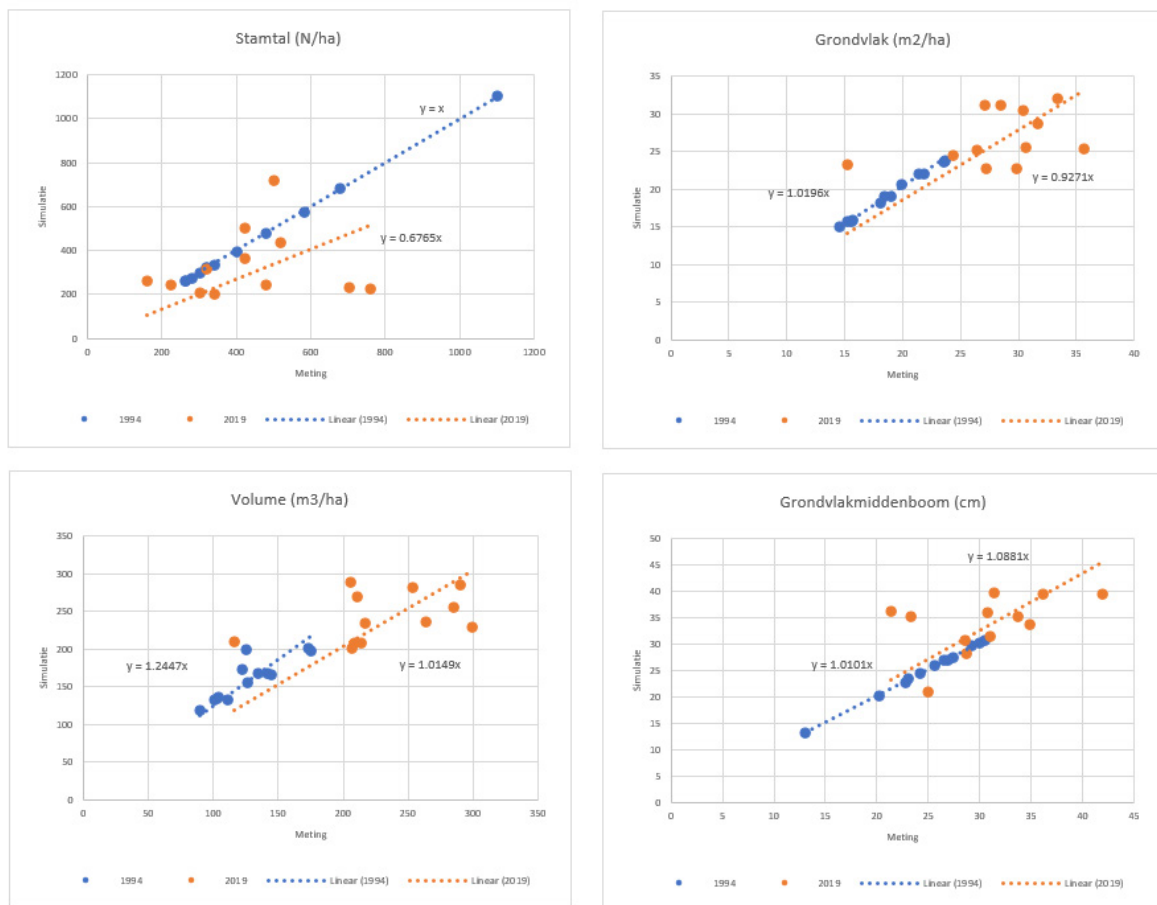 Stamtal (N/ha)
1200
1000
800
600
400
200
0
0 200 400 600 800 1000 1200
Simulatie
Meting
y = x
y = 0.6765x
1994 2019 Linear (1994) Linear (2019)
Grondvlak (m2/ha)
35
30
25
20
15
10
5
0
0 5 10 15 20 25 30 35 40
Simulatie
Meting
y = 1.0196x
y = 0.9271x
1994 2019 Linear (1994) Linear (2019)
Volume (m3/ha)
350
300
250
200
150
100
50
0
0 50 100 150 200 250 300 350
Simulatie
Meting
y = 1.2447x
y = 1.0149x
1994 2019 Linear (1994) Linear (2019)
Grondvlakmiddenboom (cm)
50
45
40
35
30
25
20
15
10
5
0
0 5 10 15 20 25 30 35 40 45
Simulatie
Meting
y = 1.0881x
y = 1.0101x
1994 2019 Linear (1994) Linear (2019)